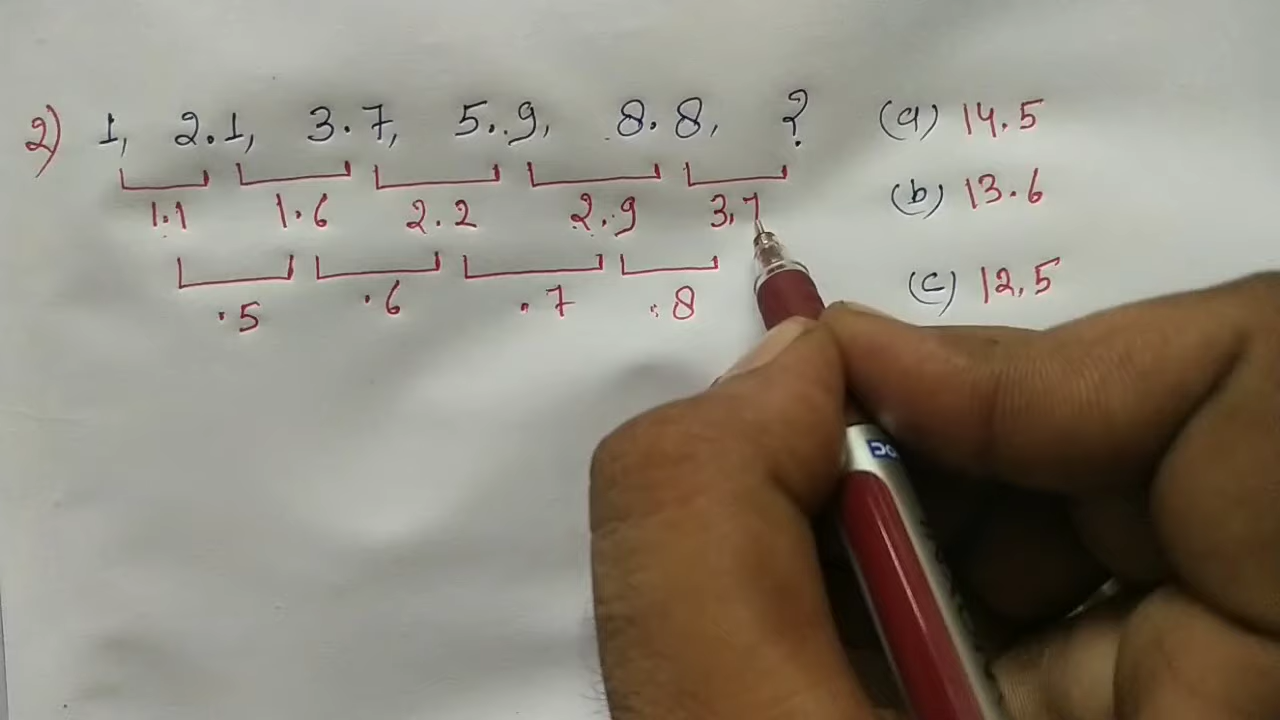 2) 1, 2.1, 3.7, 5.9, 8.8, ? (a) 14.5
(b) 13.6
1.1 1.6 2.2 2.9 3.7
(c) 12.5
.5 .6 .7 .8